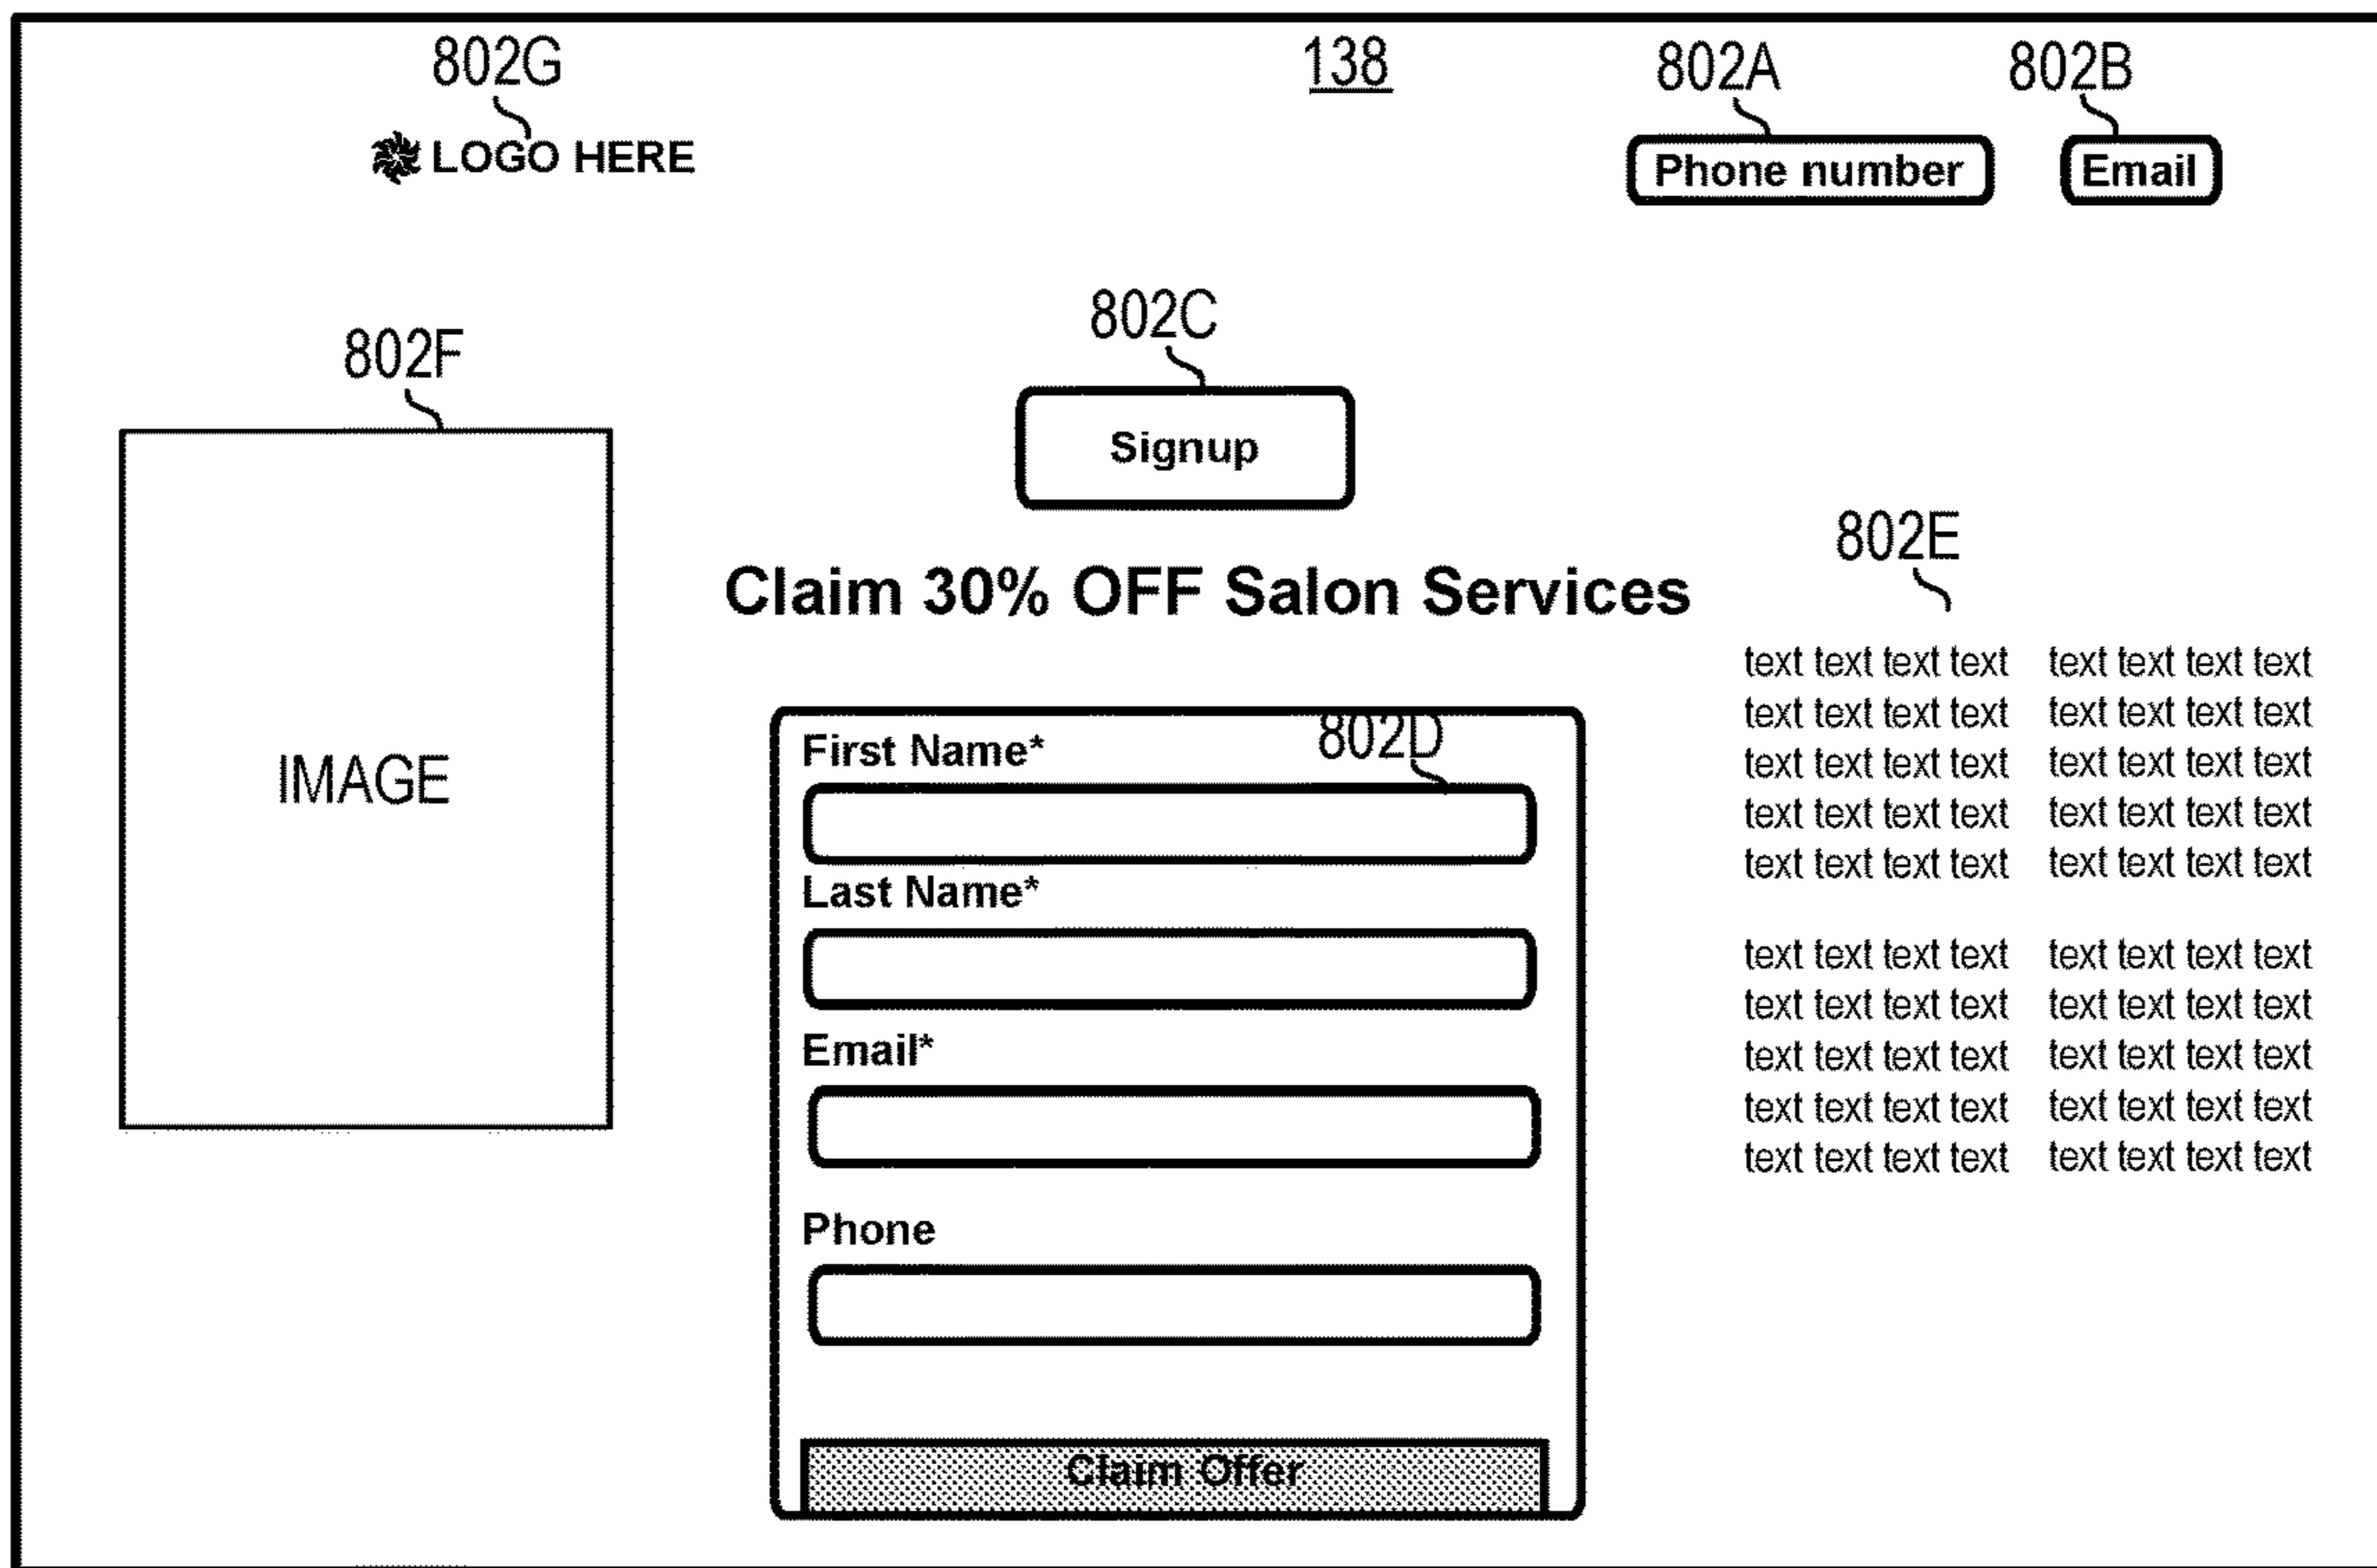 802G
138
802A
802B
LOGO HERE
Phone number
Email
802C
802F
Signup
802E
Claim 30% OFF Salon Services
text text text text text text text text
text text text text text text text text
text text text text text text text text
text text text text text text text text
text text text text text text text text
text text text text text text text text
text text text text text text text text
text text text text text text text text
text text text text text text text text
text text text text text text text text
IMAGE
First Name*
802D
Last Name*
Email*
Phone
Claim Offer